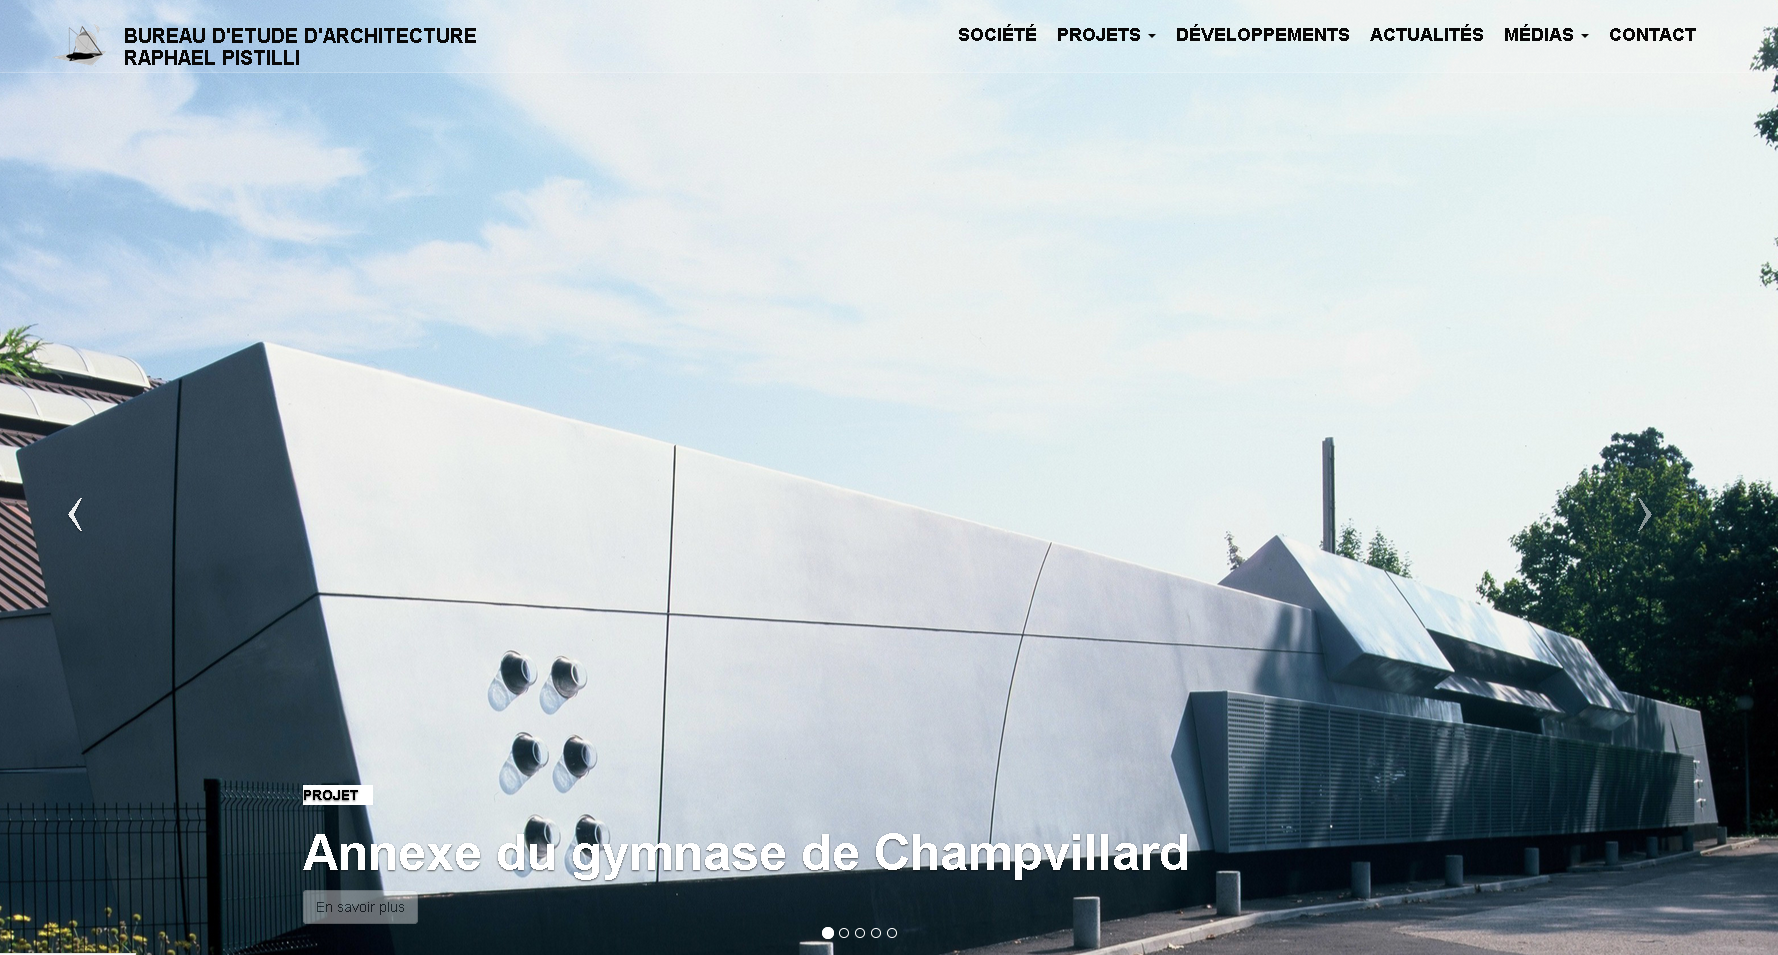 BUREAU D'ETUDE D'ARCHITECTURE
RAPHAEL PISTILLI
SOCIÉTÉ PROJETS DÉVELOPPEMENTS ACTUALITÉS MÉDIAS CONTACT
PROJET
Annexe du gymnase de Champvillard
En savoir plus